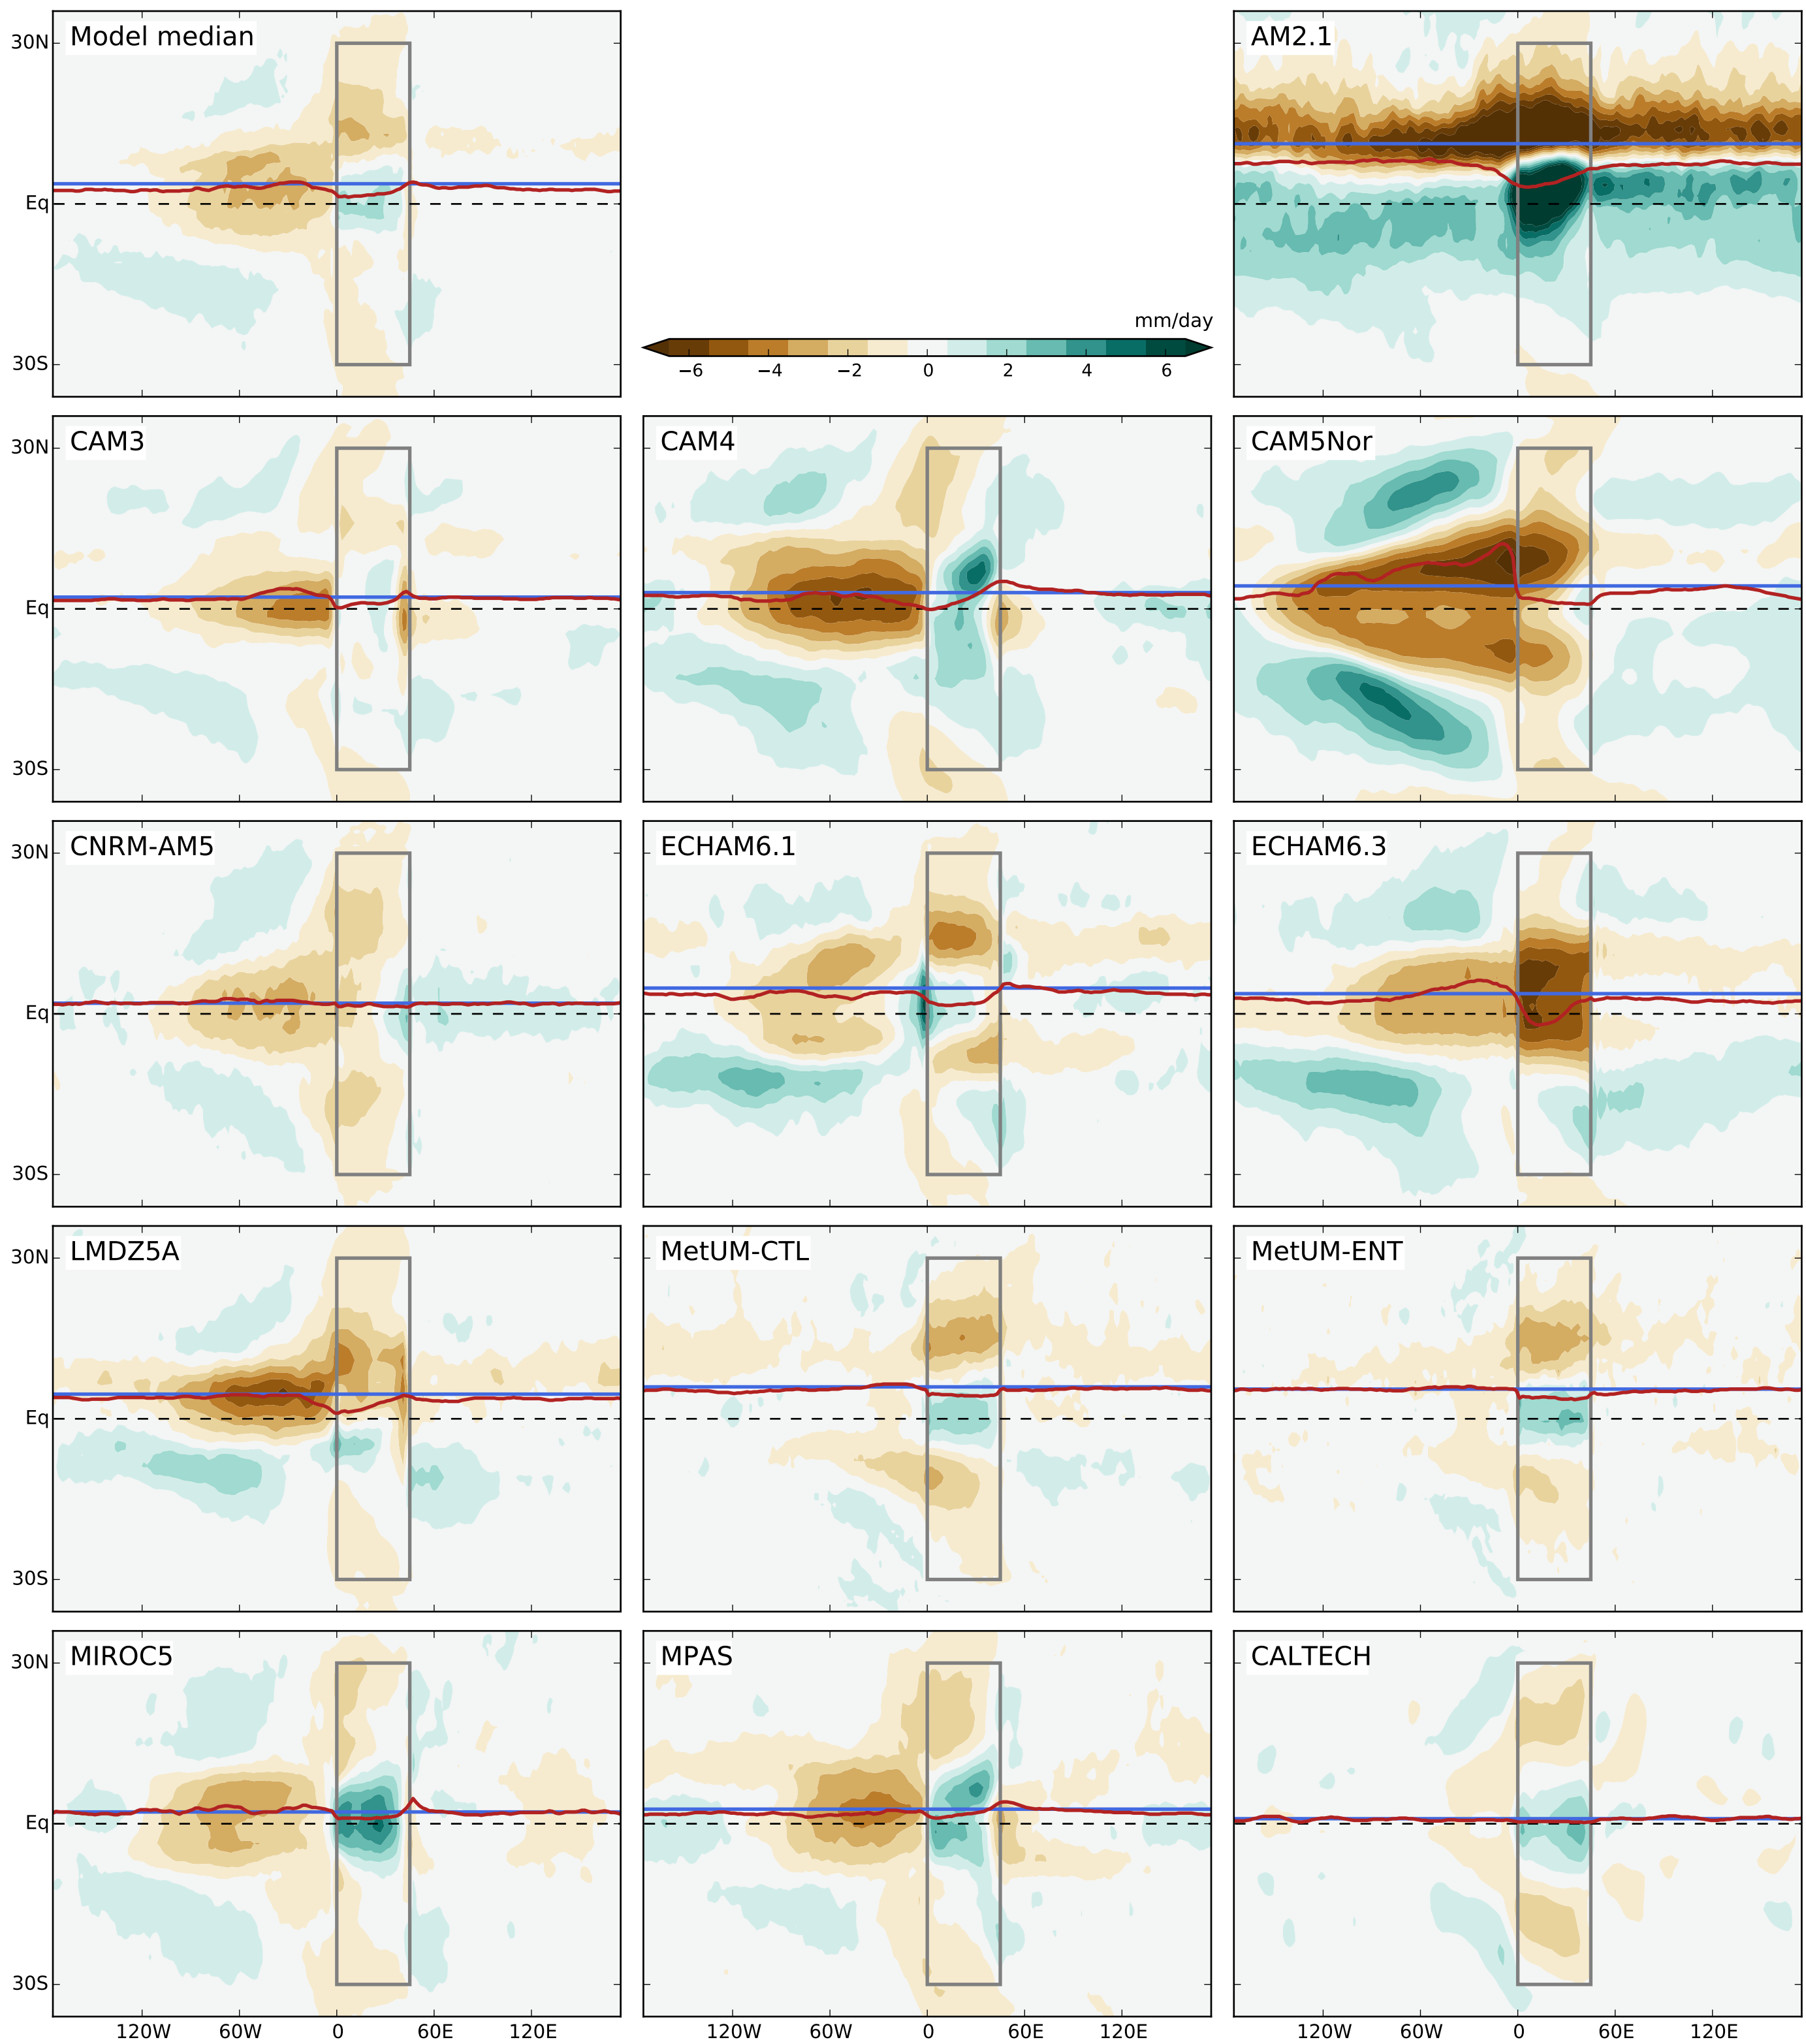 Model median
AM2.1
30N
Eq
30S
mm/day
−6 −4 −2 0 2 4 6
CAM3
CAM4
CAM5Nor
30N
Eq
30S
CNRM-AM5
ECHAM6.1
ECHAM6.3
30N
Eq
30S
LMDZ5A
MetUM-CTL
MetUM-ENT
30N
Eq
30S
MIROC5
MPAS
CALTECH
30N
Eq
30S
120W 60W 0 60E 120E
120W 60W 0 60E 120E
120W 60W 0 60E 120E